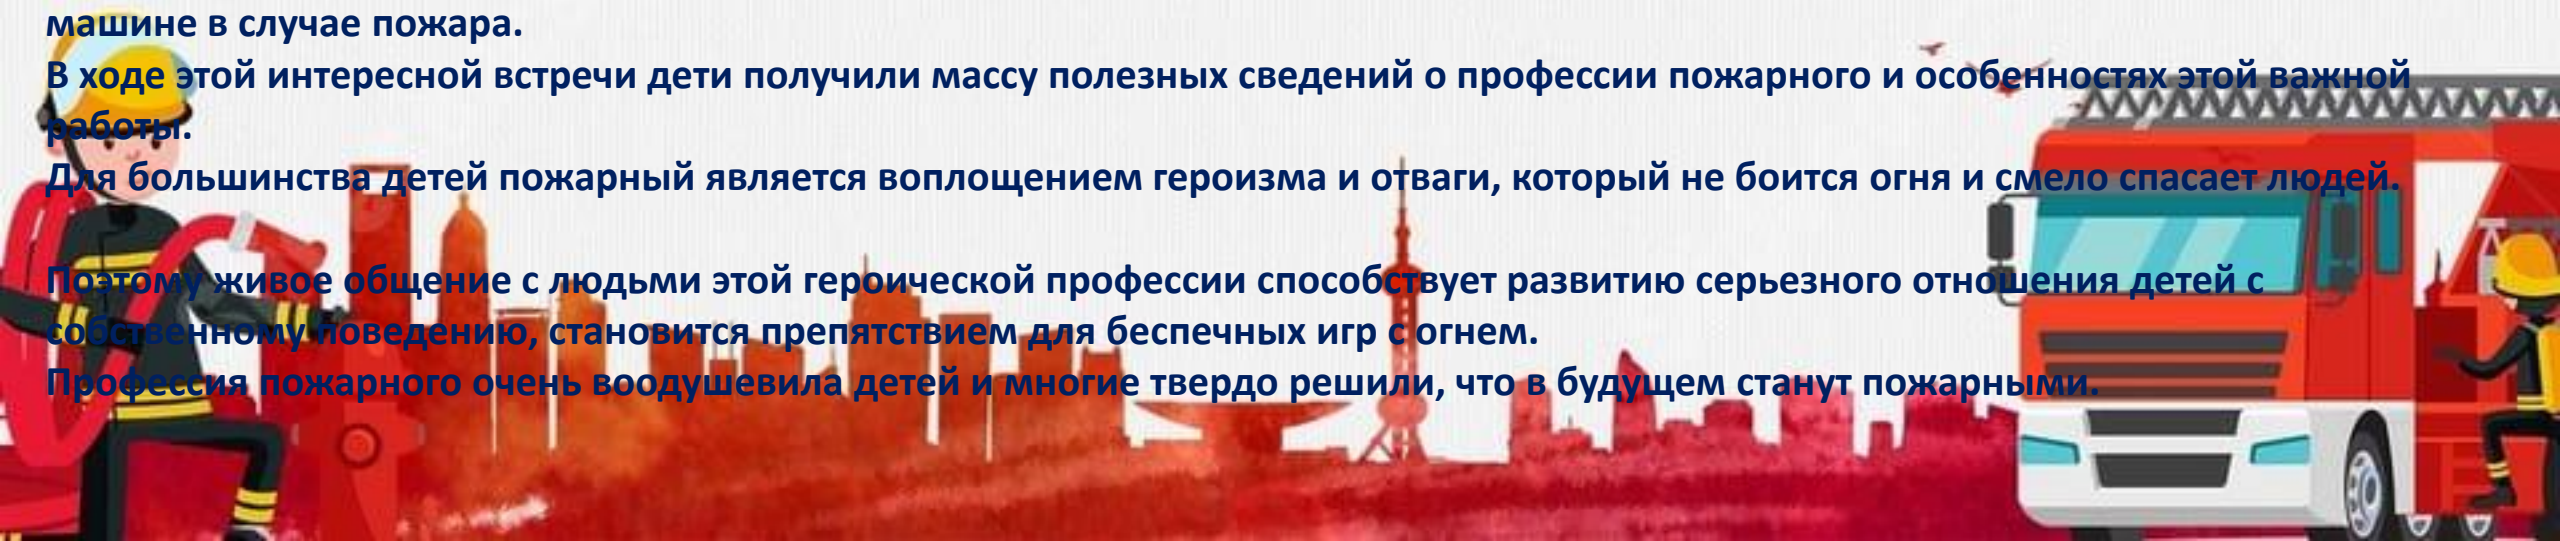 машине в случае пожара.
В ходе этой интересной встречи дети получили массу полезных сведений о профессии пожарного и особенностях этой важной
работы.
Для большинства детей пожарный является воплощением героизма и отваги, который не боится огня и смело спасает людей.
Поэтому живое общение с людьми этой героической профессии способствует развитию серьезного отношения детей с
собственному поведению, становится препятствием для беспечных игр с огнем.
Профессия пожарного очень воодушевила детей и многие твердо решили, что в будущем станут пожарными.